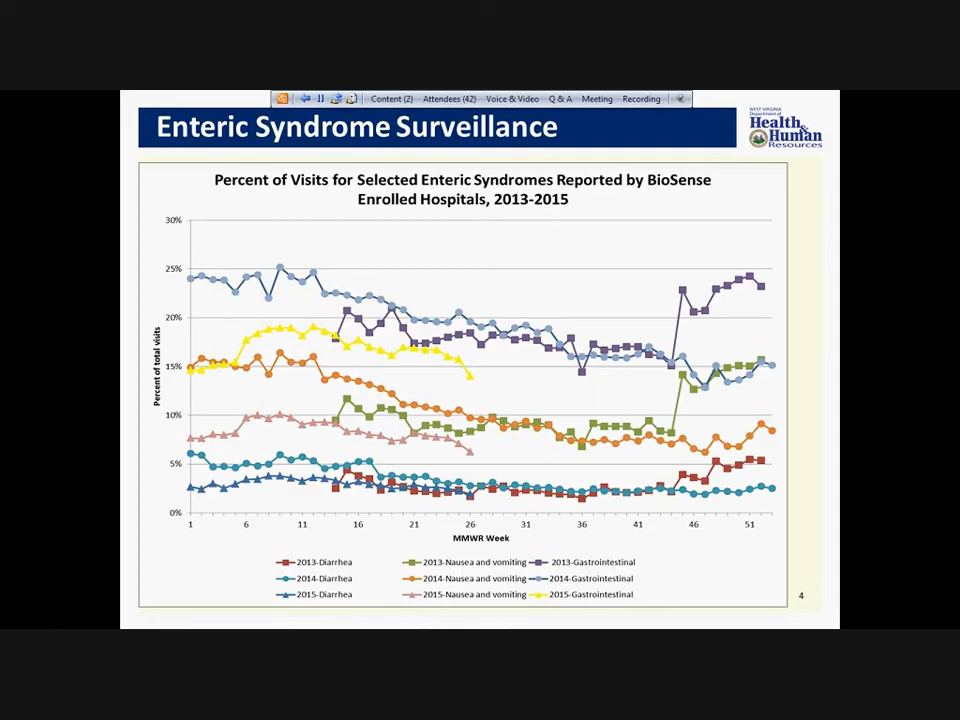 Content (2) Attendees (42) Voice & Video Q & A Meeting Recording
Enteric Syndrome Surveillance
WEST VIRGINIA
Department of
Health &
Human
Resources
Percent of Visits for Selected Enteric Syndromes Reported by BioSense
Enrolled Hospitals, 2013-2015
30%
25%
20%
15%
10%
5%
0%
Percent of total visits
1 6 11 16 21 26 31 36 41 46 51
MMWR Week
2013-Diarrhea 2013-Nausea and vomiting 2013-Gastrointestinal
2014-Diarrhea 2014-Nausea and vomiting 2014-Gastrointestinal
2015-Diarrhea 2015-Nausea and vomiting 2015-Gastrointestinal
4